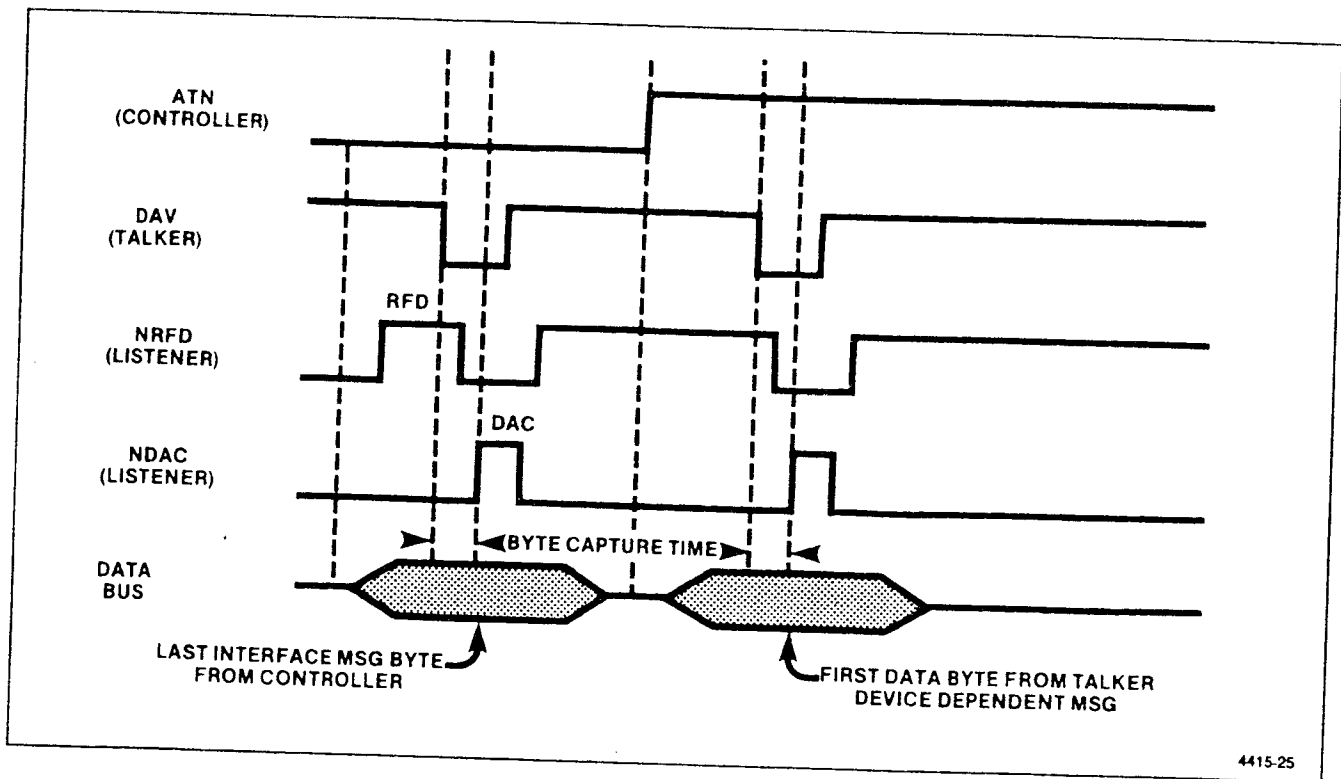 ATN
(CONTROLLER)
DAV
(TALKER)
RFD
NRFD
(LISTENER)
DAC
NDAC
(LISTENER)
BYTE CAPTURE TIME
DATA
BUS
LAST INTERFACE MSG BYTE
FROM CONTROLLER
FIRST DATA BYTE FROM TALKER
DEVICE DEPENDENT MSG
4415-25